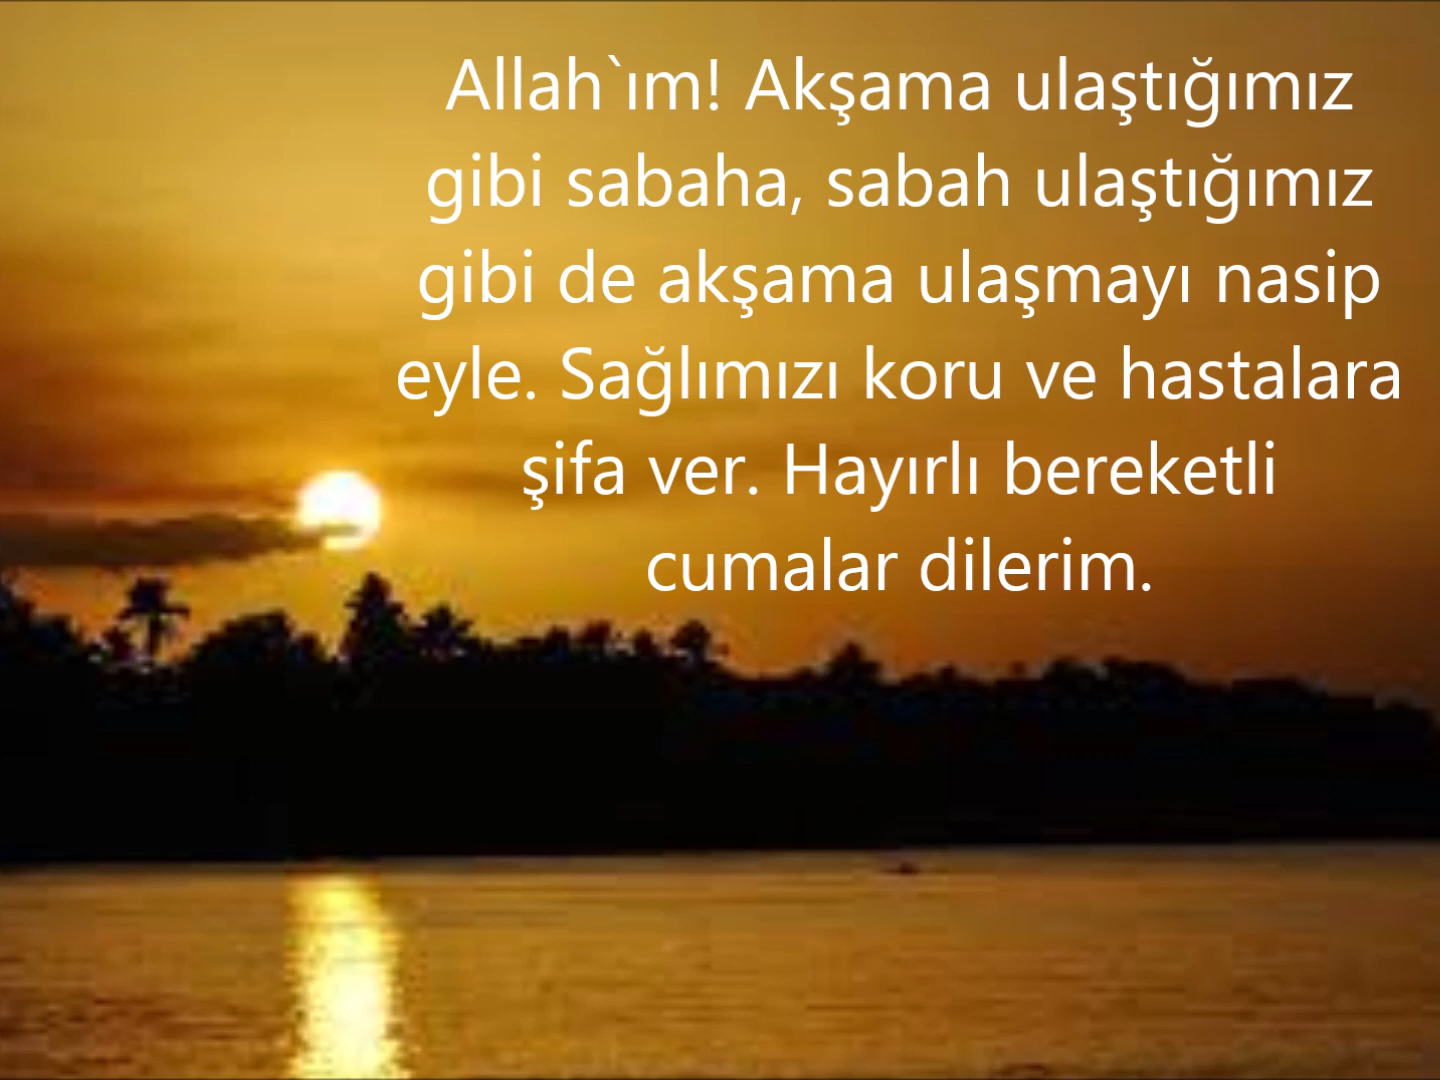 Allah`ım! Akşama ulaştığımız
gibi sabaha, sabah ulaştığımız
gibi de akşama ulaşmayı nasip
eyle. Sağlımızı koru ve hastalara
şifa ver. Hayırlı bereketli
cumalar dilerim.